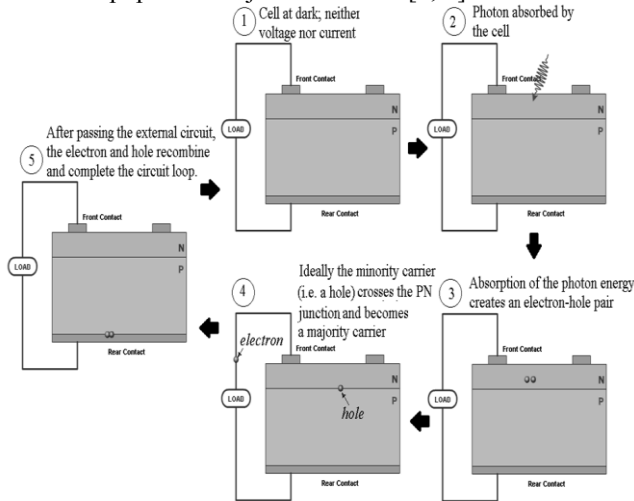 1 Cell at dark; neither
voltage nor current
Front Contact
N
P
LOAD
Rear Contact
2 Photon absorbed by
the cell
Front Contact
N
P
LOAD
Rear Contact
3 Absorption of the photon energy
creates an electron-hole pair
Front Contact
N
P
LOAD
Rear Contact
4 Ideally the minority carrier
(i.e. a hole) crosses the PN
junction and becomes
a majority carrier
electron
Front Contact
N
P
LOAD
hole
Rear Contact
5 After passing the external circuit,
the electron and hole recombine
and complete the circuit loop.
Front Contact
N
P
LOAD
Rear Contact